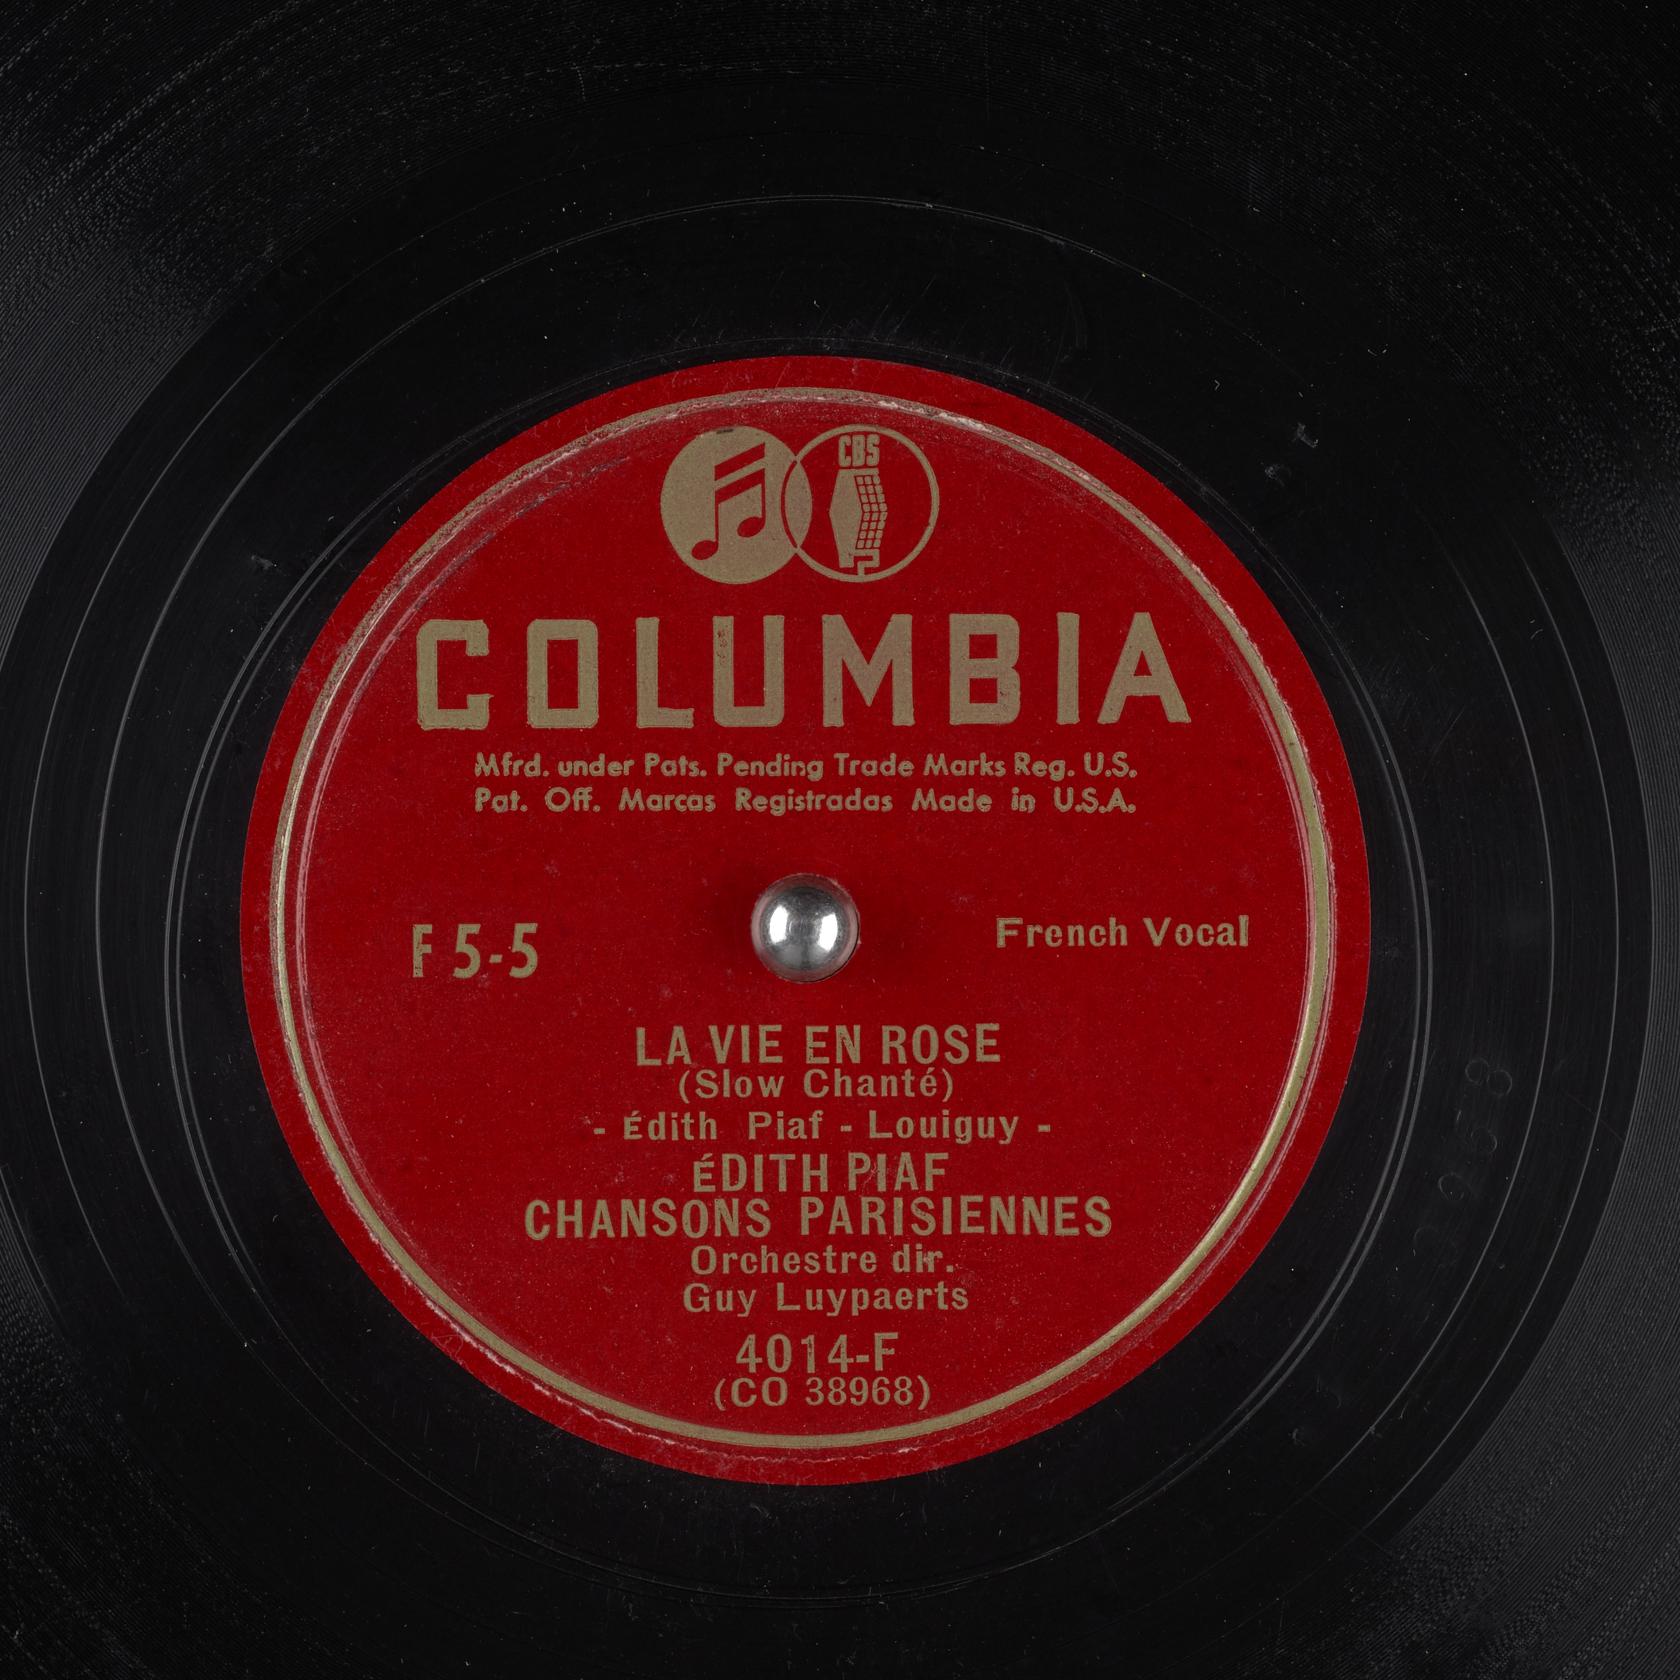 CBS
COLUMBIA
Mfrd. under Pats. Pending Trade Marks Reg. U.S.
Pat. Off. Marcas Registradas Made in U.S.A.
F 5-5
French Vocal
LA VIE EN ROSE
(Slow Chanté)
- Édith Piaf - Louiguy -
ÉDITH PIAF
CHANSONS PARISIENNES
Orchestre dir.
Guy Luypaerts
4014-F
(CO 38968)